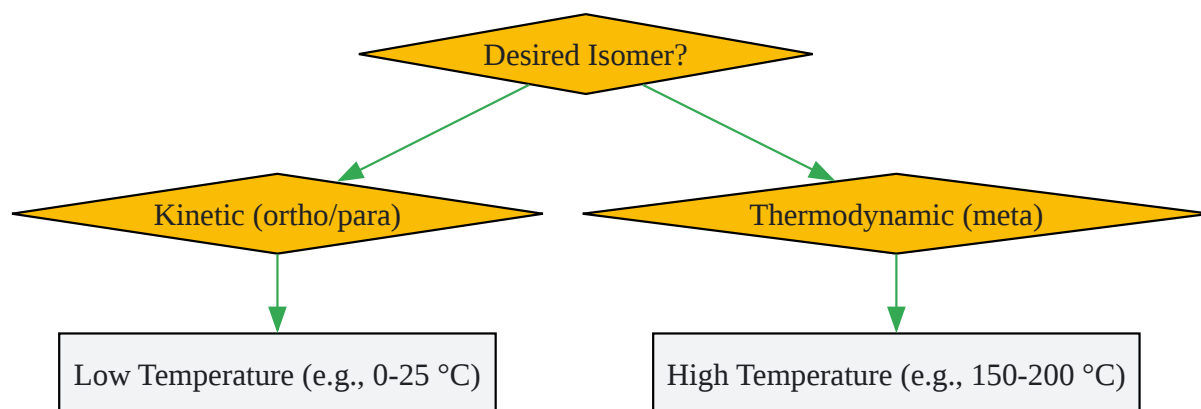 Desired Isomer?
Kinetic (ortho/para)
Thermodynamic (meta)
Low Temperature (e.g., 0-25 °C)
High Temperature (e.g., 150-200 °C)